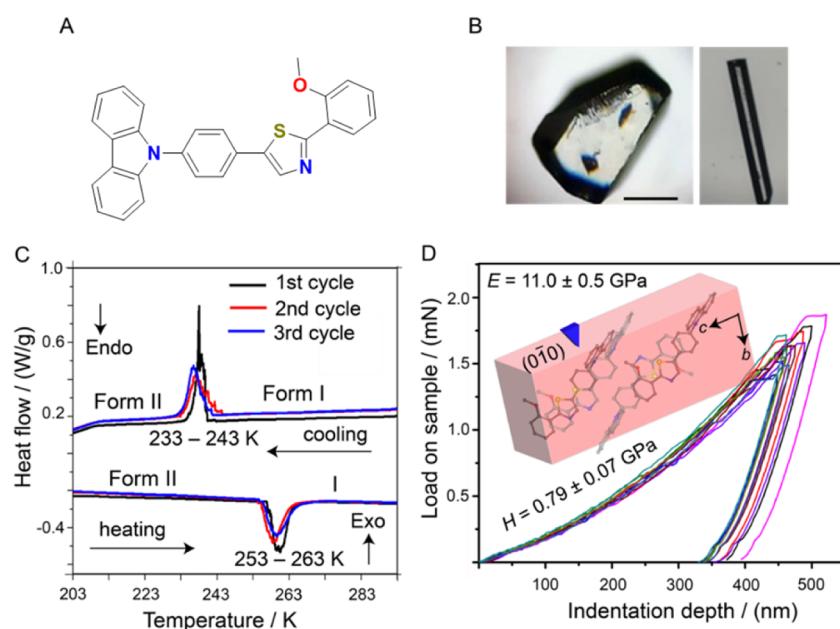 A
B
O
S
N
N
C
1.0
1st cycle
2nd cycle
3rd cycle
Endo
Form II
Form I
233 – 243 K
cooling
Form II
I
heating
Exo
253 – 263 K
Heat flow / (W/g)
0.2
-0.4
203
223
243
263
283
Temperature / K
D
E = 11.0 ± 0.5 GPa
(01̅0)
c
b
H = 0.79 ± 0.07 GPa
Load on sample / (mN)
2.0
1.5
1.0
0.5
100
200
300
400
500
Indentation depth / (nm)